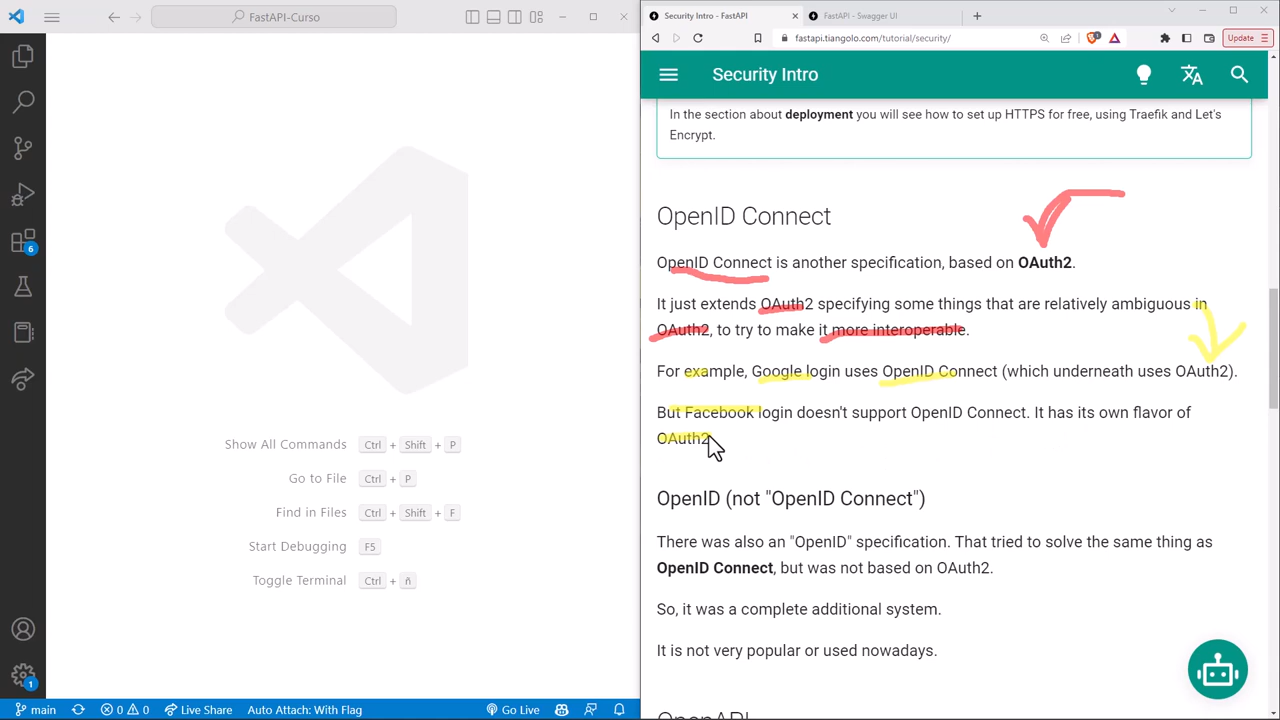 FastAPI-Curso
Show All Commands Ctrl + Shift + P
Go to File Ctrl + P
Find in Files Ctrl + Shift + F
Start Debugging F5
Toggle Terminal Ctrl + ñ
6
1
main 0 0 Live Share Auto Attach: With Flag Go Live
Security Intro - FastAPI
FastAPI - Swagger UI
fastapi.tiangolo.com/tutorial/security/
Update
Security Intro
In the section about deployment you will see how to set up HTTPS for free, using Traefik and Let's
Encrypt.
OpenID Connect
OpenID Connect is another specification, based on OAuth2.
It just extends OAuth2 specifying some things that are relatively ambiguous in
OAuth2, to try to make it more interoperable.
For example, Google login uses OpenID Connect (which underneath uses OAuth2).
But Facebook login doesn't support OpenID Connect. It has its own flavor of
OAuth2
OpenID (not "OpenID Connect")
There was also an "OpenID" specification. That tried to solve the same thing as
OpenID Connect, but was not based on OAuth2.
So, it was a complete additional system.
It is not very popular or used nowadays.
OpenAPI